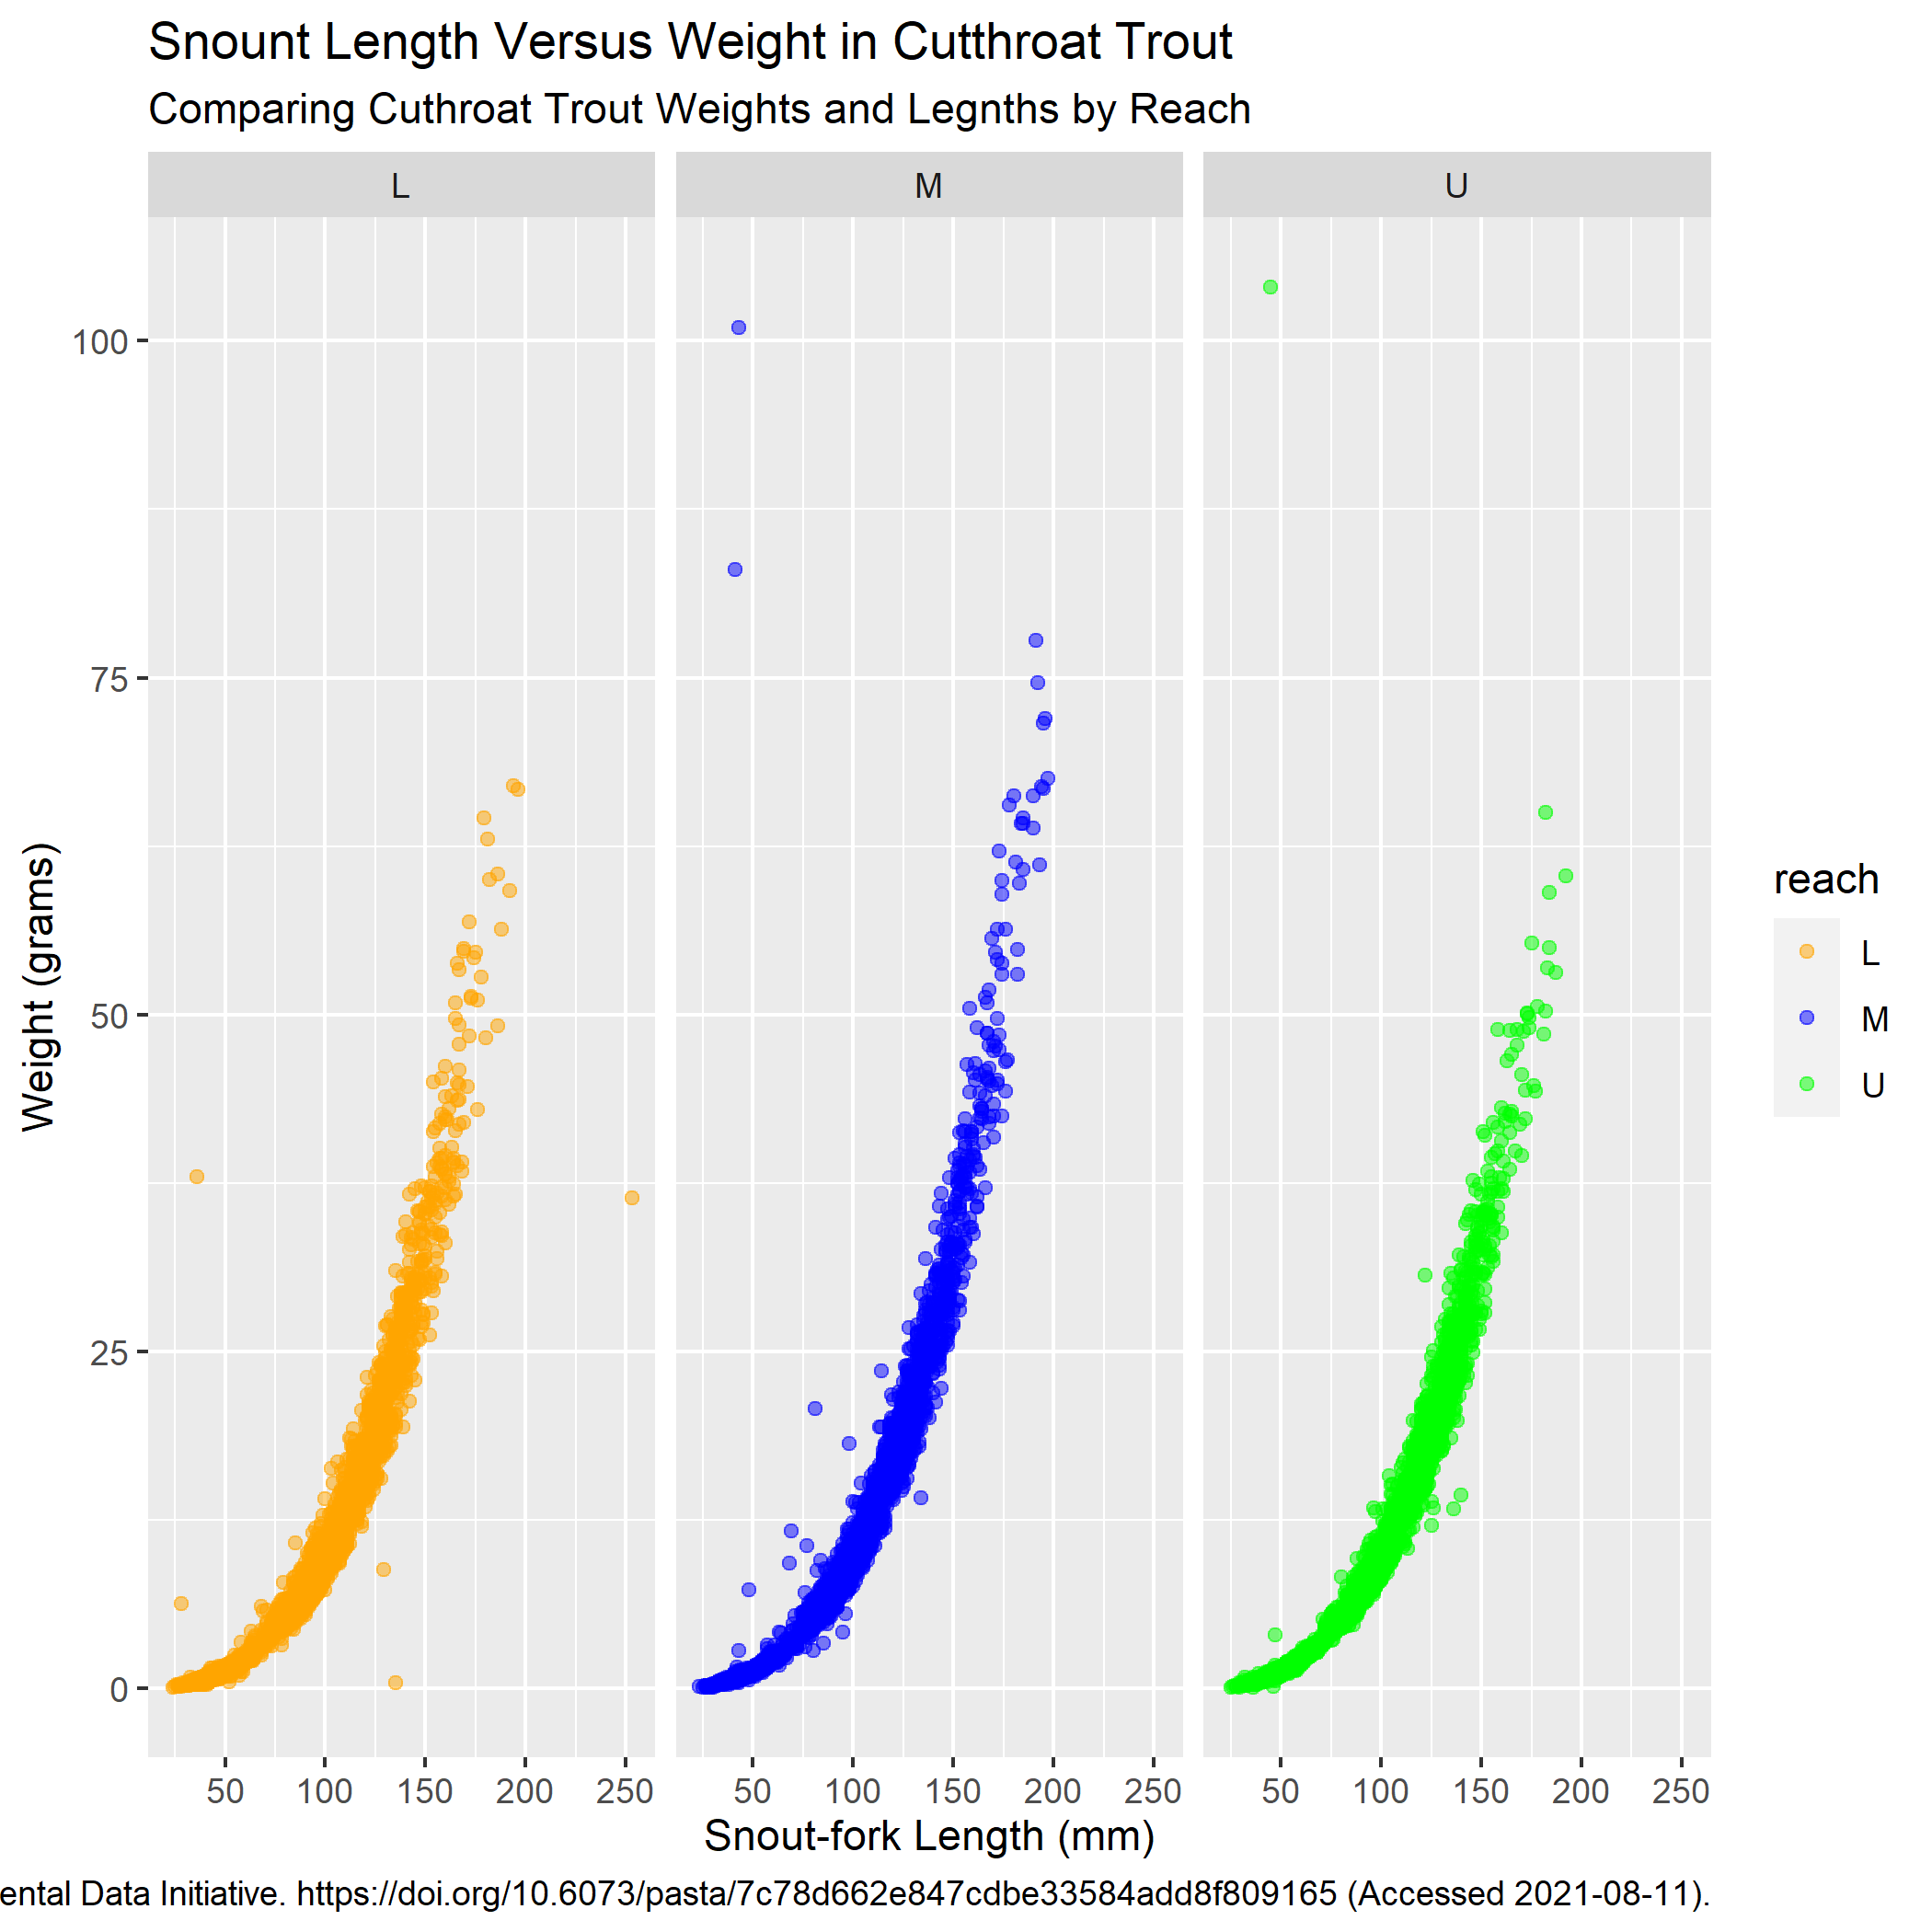 Snount Length Versus Weight in Cutthroat Trout
Comparing Cuthroat Trout Weights and Legnths by Reach
L
M
U
100
75
50
25
0
Weight (grams)
50 100 150 200 250
50 100 150 200 250
50 100 150 200 250
Snout-fork Length (mm)
reach
L
M
U
ental Data Initiative. https://doi.org/10.6073/pasta/7c78d662e847cdbe33584add8f809165 (Accessed 2021-08-11).